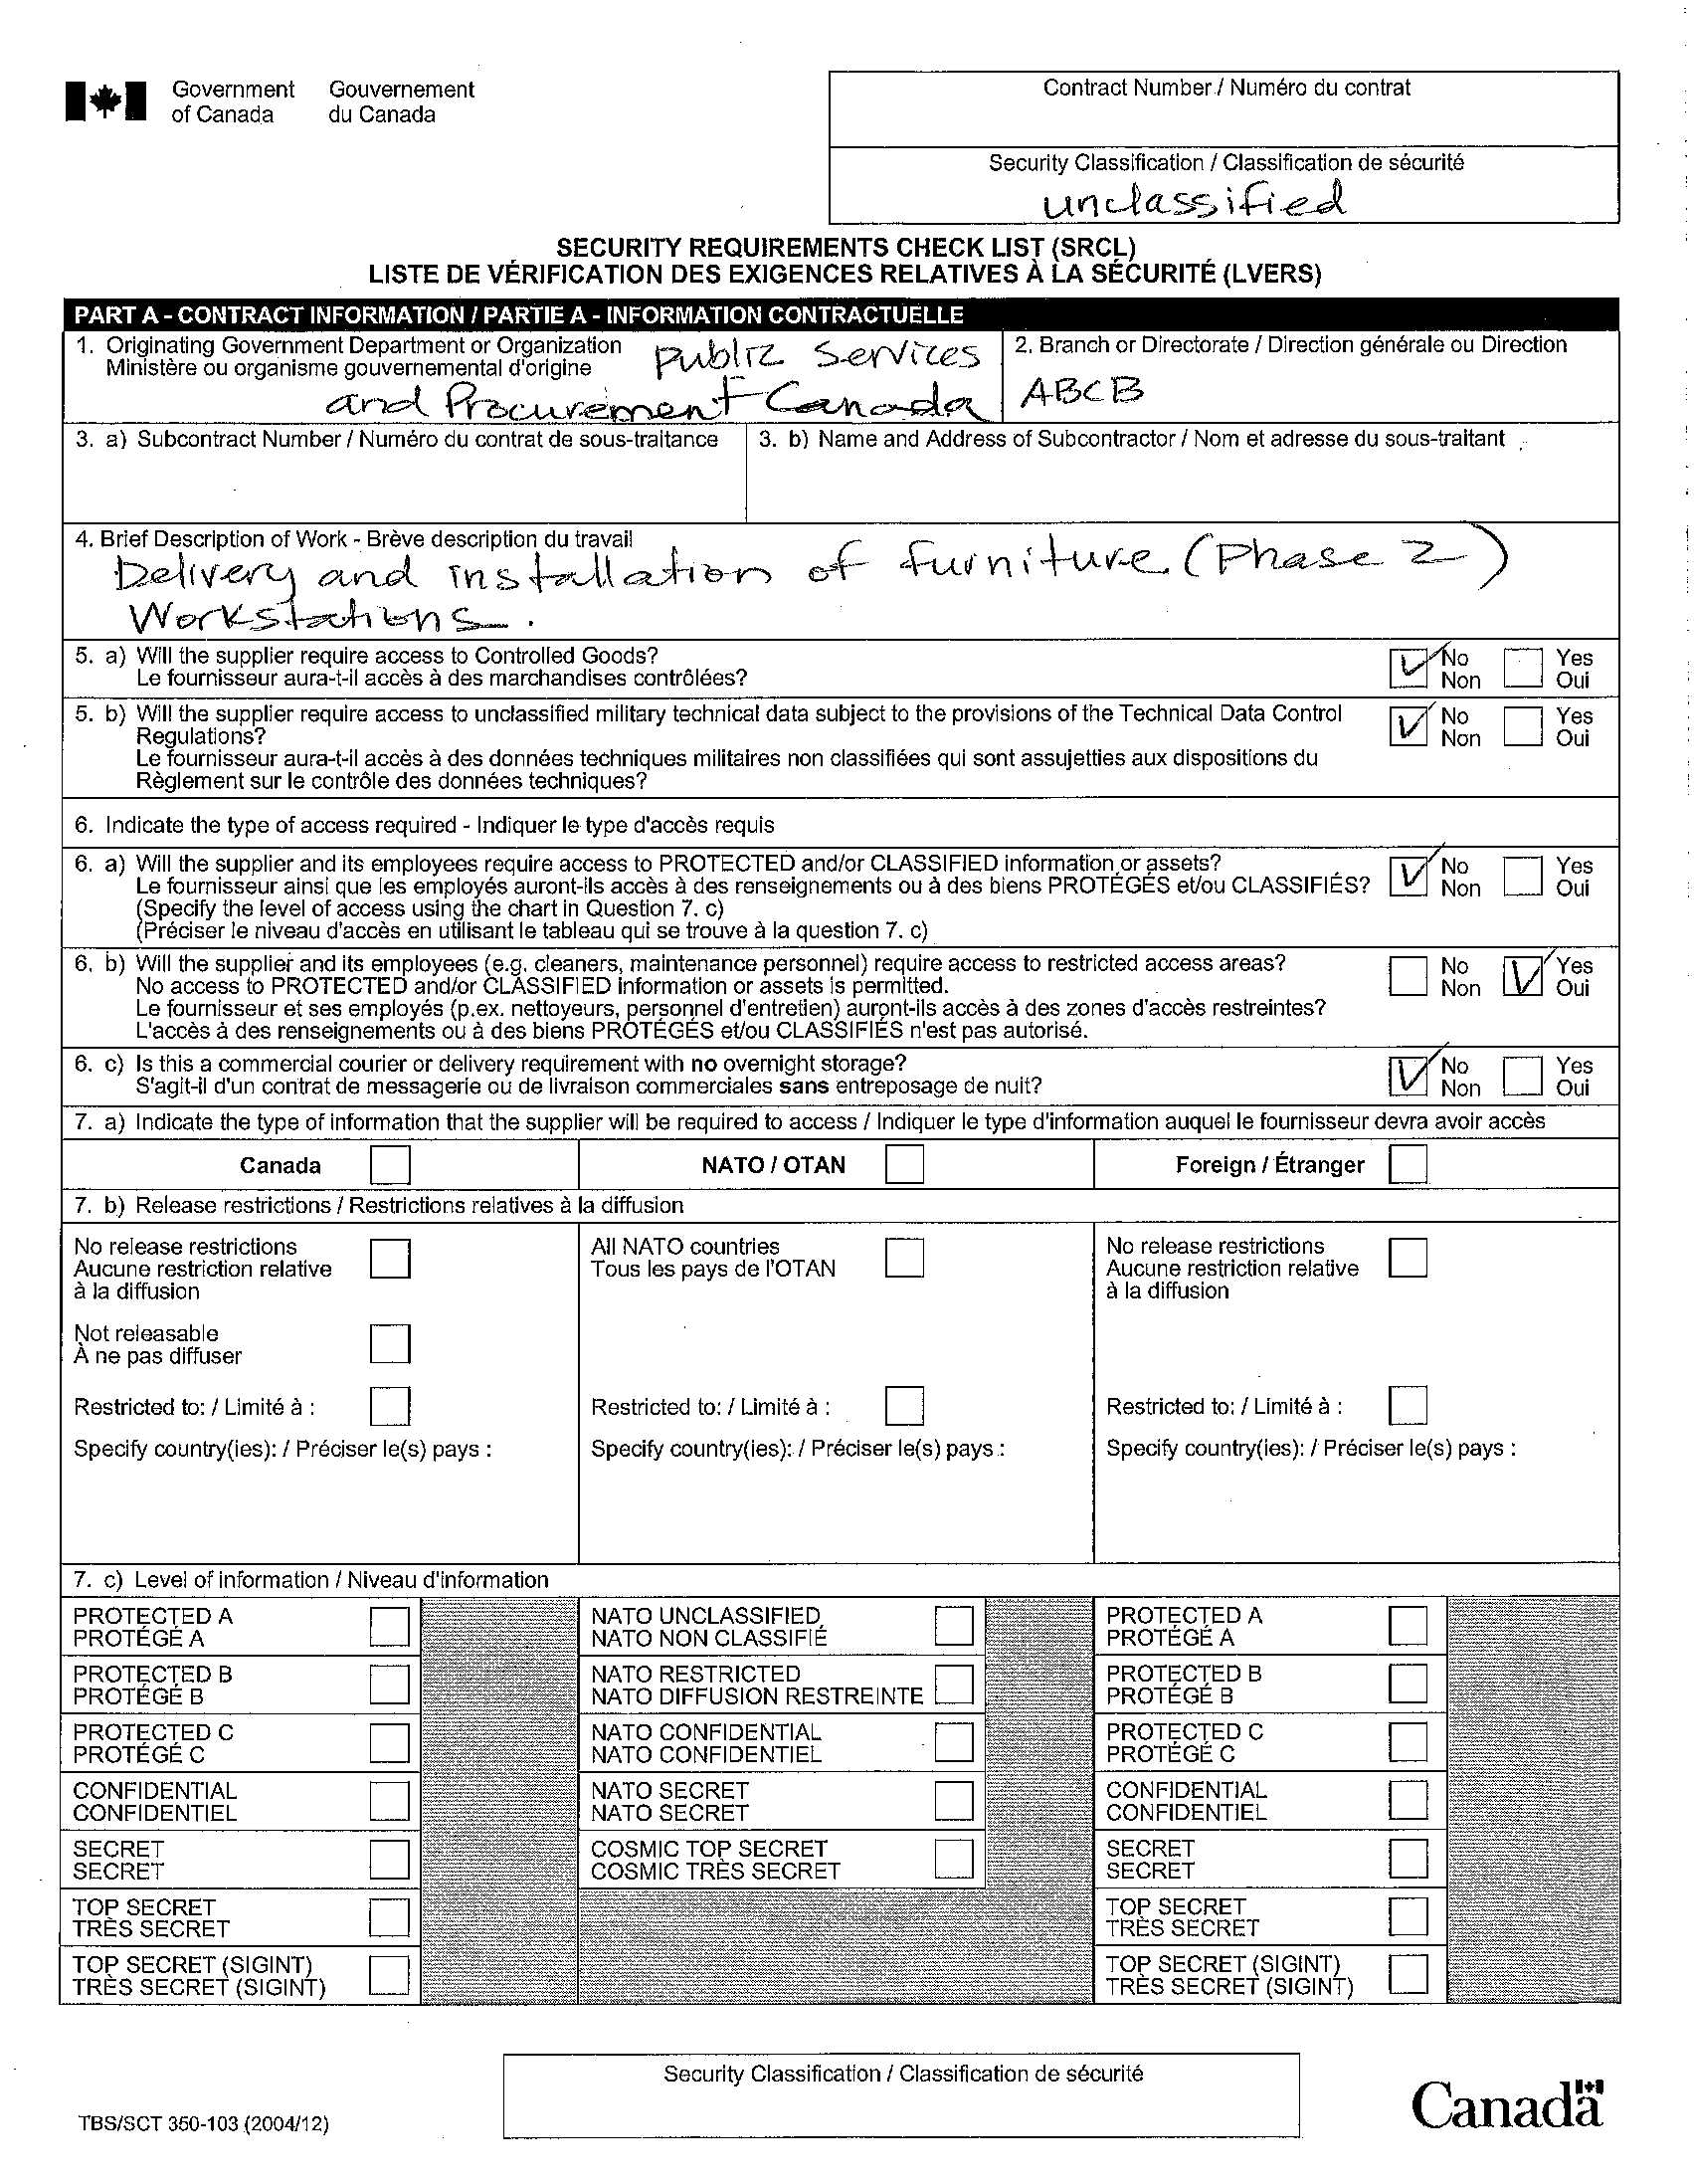 Government of Canada
Gouvernement du Canada
Contract Number / Numéro du contrat
Security Classification / Classification de sécurité
unclassified
SECURITY REQUIREMENTS CHECK LIST (SRCL)
LISTE DE VÉRIFICATION DES EXIGENCES RELATIVES À LA SÉCURITÉ (LVERS)
PART A - CONTRACT INFORMATION / PARTIE A - INFORMATION CONTRACTUELLE
1. Originating Government Department or Organization
Ministère ou organisme gouvernemental d'origine
Public Services
and Procurement Canada
2. Branch or Directorate / Direction générale ou Direction
ABCB
3. a) Subcontract Number / Numéro du contrat de sous-traitance
3. b) Name and Address of Subcontractor / Nom et adresse du sous-traitant
4. Brief Description of Work - Brève description du travail
Delivery and installation of furniture (Phase 2)
Workstations.
5. a) Will the supplier require access to Controlled Goods?
Le fournisseur aura-t-il accès à des marchandises contrôlées?
No Non
Yes Oui
5. b) Will the supplier require access to unclassified military technical data subject to the provisions of the Technical Data Control
Regulations?
Le fournisseur aura-t-il accès à des données techniques militaires non classifiées qui sont assujetties aux dispositions du
Règlement sur le contrôle des données techniques?
No Non
Yes Oui
6. Indicate the type of access required - Indiquer le type d'accès requis
6. a) Will the supplier and its employees require access to PROTECTED and/or CLASSIFIED information or assets?
Le fournisseur ainsi que les employés auront-ils accès à des renseignements ou à des biens PROTÉGÉS et/ou CLASSIFIÉS?
(Specify the level of access using the chart in Question 7. c)
(Préciser le niveau d'accès en utilisant le tableau qui se trouve à la question 7. c)
No Non
Yes Oui
6. b) Will the supplier and its employees (e.g. cleaners, maintenance personnel) require access to restricted access areas?
No access to PROTECTED and/or CLASSIFIED information or assets is permitted.
Le fournisseur et ses employés (p.ex. nettoyeurs, personnel d'entretien) auront-ils accès à des zones d'accès restreintes?
L'accès à des renseignements ou à des biens PROTÉGÉS et/ou CLASSIFIÉS n'est pas autorisé.
No Non
Yes Oui
6. c) Is this a commercial courier or delivery requirement with no overnight storage?
S'agit-il d'un contrat de messagerie ou de livraison commerciales sans entreposage de nuit?
No Non
Yes Oui
7. a) Indicate the type of information that the supplier will be required to access / Indiquer le type d'information auquel le fournisseur devra avoir accès
Canada
NATO / OTAN
Foreign / Étranger
7. b) Release restrictions / Restrictions relatives à la diffusion
No release restrictions
Aucune restriction relative
à la diffusion
All NATO countries
Tous les pays de l'OTAN
No release restrictions
Aucune restriction relative
à la diffusion
Not releasable
À ne pas diffuser
Restricted to: / Limité à :
Restricted to: / Limité à :
Restricted to: / Limité à :
Specify country(ies): / Préciser le(s) pays :
Specify country(ies): / Préciser le(s) pays :
Specify country(ies): / Préciser le(s) pays :
7. c) Level of information / Niveau d'information
PROTECTED A
PROTÉGÉ A
NATO UNCLASSIFIED
NATO NON CLASSIFIÉ
PROTECTED A
PROTÉGÉ A
PROTECTED B
PROTÉGÉ B
NATO RESTRICTED
NATO DIFFUSION RESTREINTE
PROTECTED B
PROTÉGÉ B
PROTECTED C
PROTÉGÉ C
NATO CONFIDENTIAL
NATO CONFIDENTIEL
PROTECTED C
PROTÉGÉ C
CONFIDENTIAL
CONFIDENTIEL
NATO SECRET
NATO SECRET
CONFIDENTIAL
CONFIDENTIEL
SECRET
SECRET
COSMIC TOP SECRET
COSMIC TRÈS SECRET
SECRET
SECRET
TOP SECRET
TRÈS SECRET
TOP SECRET
TRÈS SECRET
TOP SECRET (SIGINT)
TRÈS SECRET (SIGINT)
TOP SECRET (SIGINT)
TRÈS SECRET (SIGINT)
Security Classification / Classification de sécurité
TBS/SCT 350-103 (2004/12)
Canada